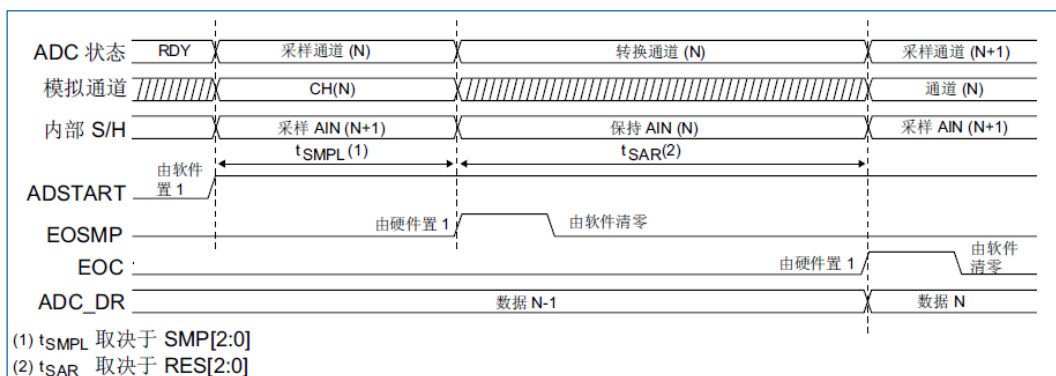 ADC 状态 RDY 采样通道 (N) 转换通道 (N) 采样通道 (N+1)
模拟通道 CH(N) 通道 (N)
内部 S/H 采样 AIN (N+1) 保持 AIN (N) 采样 AIN (N+1)
tSMPL(1) tSAR(2)
由软件
置 1
ADSTART
由硬件置 1 由软件清零
EOSMP
由硬件置 1 由软件
清零
EOC
ADC_DR 数据 N-1 数据 N
(1) tSMPL 取决于 SMP[2:0]
(2) tSAR 取决于 RES[2:0]